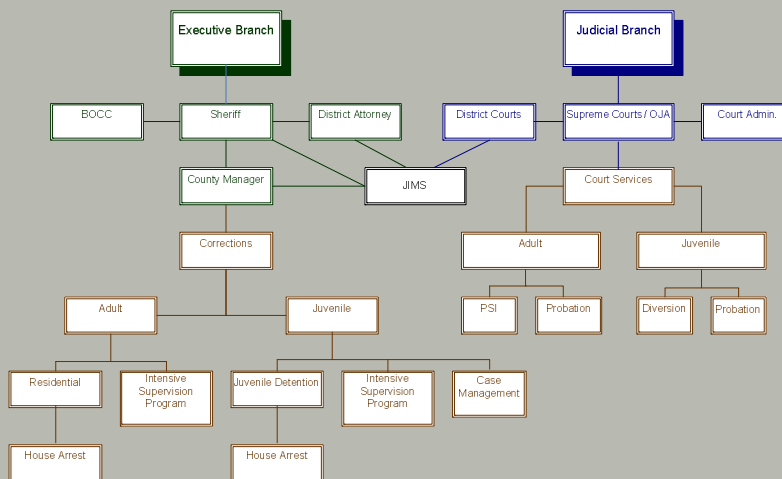 Executive Branch
Judicial Branch
BOCC
Sheriff
District Attorney
District Courts
Supreme Courts / OJA
Court Admin.
County Manager
JIMS
Court Services
Corrections
Adult
Juvenile
Adult
Juvenile
PSI
Probation
Diversion
Probation
Residential
Intensive
Supervision
Program
Juvenile Detention
Intensive
Supervision
Program
Case
Management
House Arrest
House Arrest